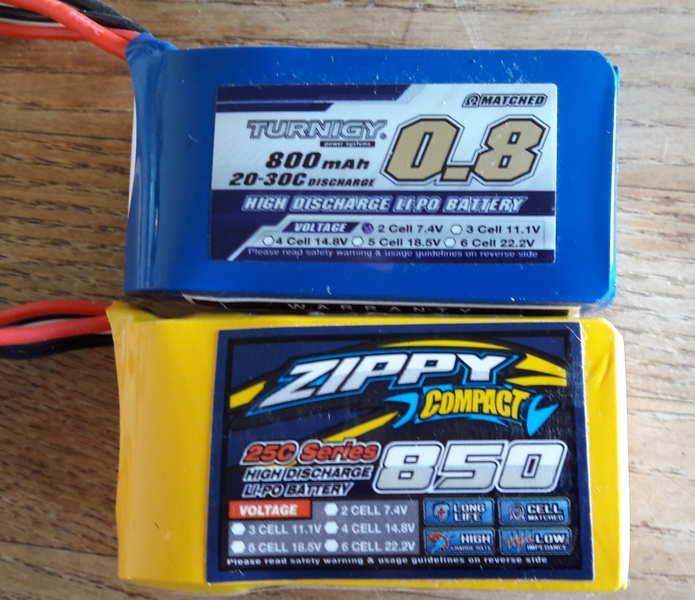 MATCHED
TURNIGY®
power systems
0.8
800mAh
20-30C DISCHARGE
HIGH DISCHARGE LI-PO BATTERY
VOLTAGE 2 Cell 7.4V 3 Cell 11.1V
4 Cell 14.8V 5 Cell 18.5V 6 Cell 22.2V
Please read safety warning & usage guidelines on reverse side
WARRANTY
ZIPPY
COMPACT
25C Series
HIGH DISCHARGE
LI-PO BATTERY
850
VOLTAGE 2 CELL 7.4V
3 CELL 11.1V 4 CELL 14.8V
5 CELL 18.5V 6 CELL 22.2V
LONG LIFE
CELL MATCHED
HIGH CHARGE RATE
LOW IMPEDANCE
Please read safety warning & usage guidelines on reverse side